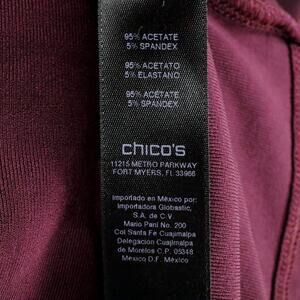 95% ACETATE
5% SPANDEX
95% ACETATO
5% ELASTANO
95% ACÉTATE
5% SPANDEX
chico's
11215 METRO PARKWAY
FORT MYERS, FL 33966
Importado en México por:
Importadora Globastic,
S.A. de C.V.
Mario Pani No. 200
Col Santa Fe Cuajimalpa
Delegacion Cuajimalpa
de Morelos C.P. 05348
México D.F. México